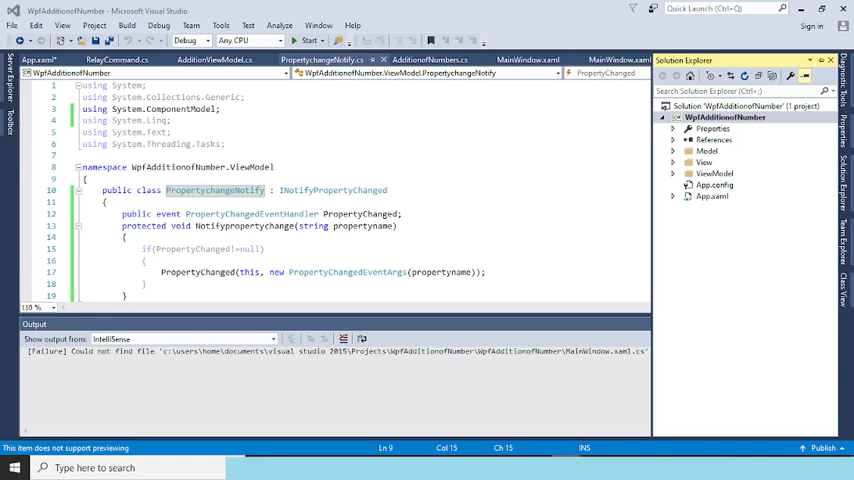 WpfAdditionofNumber - Microsoft Visual Studio
Quick Launch (Ctrl+Q)
File Edit View Project Build Debug Team Tools Test Analyze Window Help
Sign in
Debug Any CPU Start
App.xaml* RelayCommand.cs AdditionViewModel.cs PropertychangeNotify.cs AdditionofNumbers.cs MainWindow.xaml MainWindow.xam
WpfAdditionofNumber WpfAdditionofNumber.ViewModel.PropertychangeNotify PropertyChanged
1 using System;
2 using System.Collections.Generic;
3 using System.ComponentModel;
4 using System.Linq;
5 using System.Text;
6 using System.Threading.Tasks;
7
8 namespace WpfAdditionofNumber.ViewModel
9 {
10 public class PropertychangeNotify : INotifyPropertyChanged
11 {
12 public event PropertyChangedEventHandler PropertyChanged;
13 protected void Notifypropertychange(string propertyname)
14 {
15 if(PropertyChanged!=null)
16 {
17 PropertyChanged(this, new PropertyChangedEventArgs(propertyname));
18 }
19 }
110 %
Output
Show output from: IntelliSense
[Failure] Could not find file 'c:\users\home\documents\visual studio 2015\Projects\WpfAdditionofNumber\WpfAdditionofNumber\MainWindow.xaml.cs'
Server Explorer
Toolbox
Solution Explorer
Search Solution Explorer (Ctrl+;)
Solution 'WpfAdditionofNumber' (1 project)
WpfAdditionofNumber
Properties
References
Model
View
ViewModel
App.config
App.xaml
Diagnostic Tools
Properties
Solution Explorer
Team Explorer
Class View
This item does not support previewing Ln 9 Col 15 Ch 15 INS Publish
Type here to search